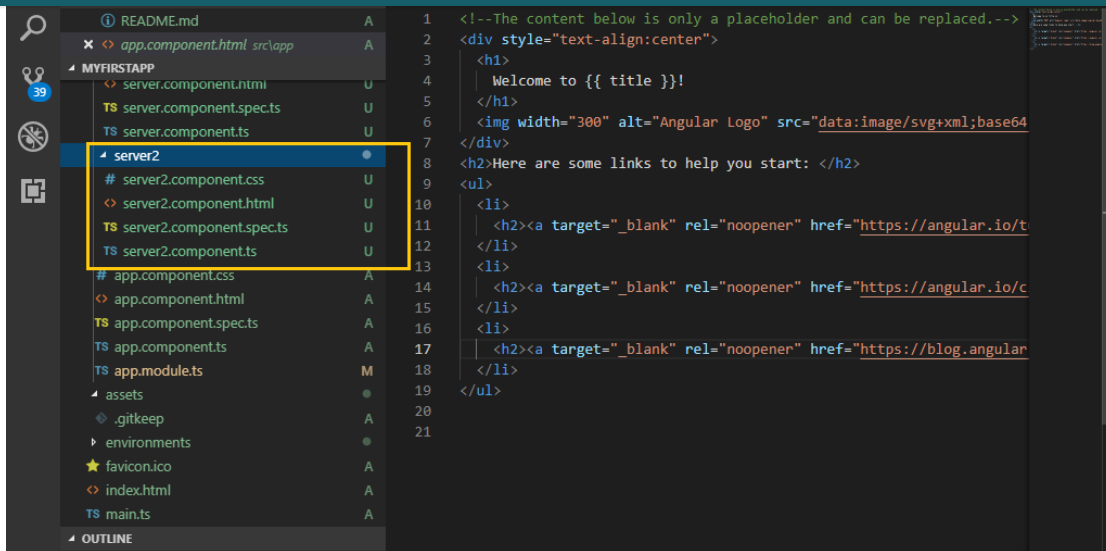 README.md A
app.component.html src\app A
MYFIRSTAPP
server.component.html U
TS server.component.spec.ts U
39
TS server.component.ts U
server2
# server2.component.css U
<> server2.component.html U
TS server2.component.spec.ts U
TS server2.component.ts U
# app.component.css A
<> app.component.html A
TS app.component.spec.ts A
TS app.component.ts A
TS app.module.ts M
assets
.gitkeep A
environments
favicon.ico A
<> index.html A
TS main.ts A
OUTLINE
1 <!--The content below is only a placeholder and can be replaced.-->
2 <div style="text-align:center">
3 <h1>
4 Welcome to {{ title }}!
5 </h1>
6 <img width="300" alt="Angular Logo" src="data:image/svg+xml;base64
7 </div>
8 <h2>Here are some links to help you start: </h2>
9 <ul>
10 <li>
11 <h2><a target="_blank" rel="noopener" href="https://angular.io/t
12 </li>
13 <li>
14 <h2><a target="_blank" rel="noopener" href="https://angular.io/c
15 </li>
16 <li>
17 <h2><a target="_blank" rel="noopener" href="https://blog.angular
18 </li>
19 </ul>
20
21